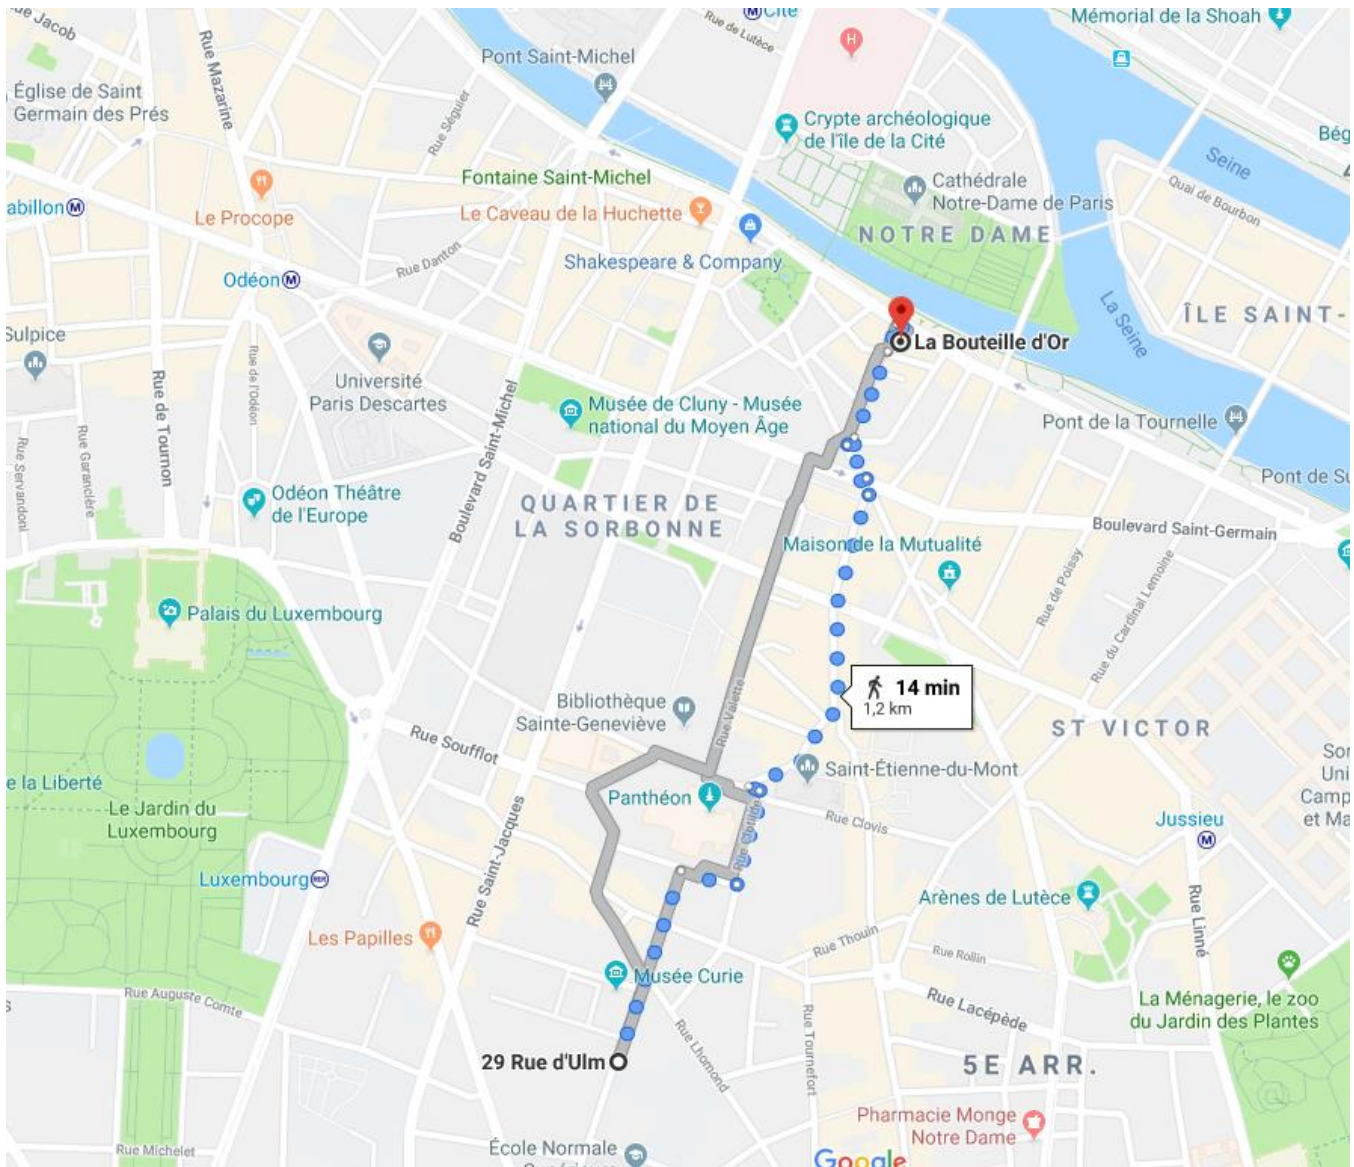 ue Jacob
Rue Mazarine
Cité
Rue de Lutèce
H
Mémorial de la Shoah
Pont Saint-Michel
Église de Saint
Germain des Prés
Rue Séguier
Crypte archéologique
de l'île de la Cité
Bég
Seine
Quai de Bourbon
Fontaine Saint-Michel
Cathédrale
Notre-Dame de Paris
abillon
Le Procope
Le Caveau de la Huchette
NOTRE DAME
Rue Danton
Shakespeare & Company
Odéon
La Seine
ÎLE SAINT-
Sulpice
La Bouteille d'Or
Rue de l'Odéon
Université
Paris Descartes
Rue de Tournon
Boulevard Saint-Michel
Musée de Cluny - Musée
national du Moyen Âge
Pont de la Tournelle
Rue Servandoni
Rue Garancière
Pont de Su
Odéon Théâtre
de l'Europe
QUARTIER DE
LA SORBONNE
Boulevard Saint-Germain
Maison de la Mutualité
Rue de Poissy
Rue du Cardinal Lemoine
Palais du Luxembourg
14 min
1,2 km
Bibliothèque
Sainte-Geneviève
Rue Valette
ST VICTOR
Rue Soufflot
Saint-Étienne-du-Mont
Sor
Uni
Camp
et Ma
e la Liberté
Le Jardin du
Luxembourg
Panthéon
Rue Clotilde
Rue Clovis
Jussieu
Rue Saint-Jacques
Luxembourg
RER
Arènes de Lutèce
Rue Linné
Les Papilles
Rue Thouin
Rue Rollin
Musée Curie
Rue Auguste Comte
Rue Lacépède
La Ménagerie, le zoo
du Jardin des Plantes
Rue Lhomond
Rue Tournefort
29 Rue d'Ulm
5E ARR.
Pharmacie Monge
Notre Dame
Rue Michelet
École Normale
Google